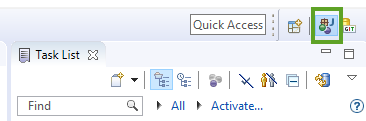 Quick Access
GIT
Task List
Find All Activate...